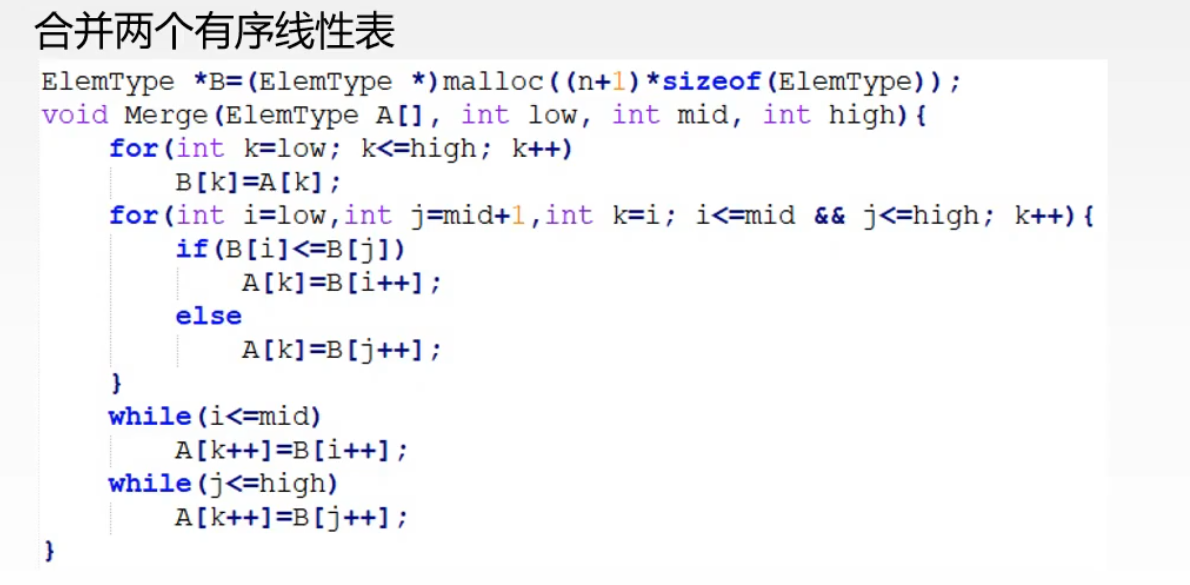 合并两个有序线性表
ElemType *B=(ElemType *)malloc((n+1)*sizeof(ElemType));
void Merge(ElemType A[], int low, int mid, int high){
    for(int k=low; k<=high; k++)
        B[k]=A[k];
    for(int i=low,int j=mid+1,int k=i; i<=mid && j<=high; k++){
        if(B[i]<=B[j])
            A[k]=B[i++];
        else
            A[k]=B[j++];
    }
    while(i<=mid)
        A[k++]=B[i++];
    while(j<=high)
        A[k++]=B[j++];
}